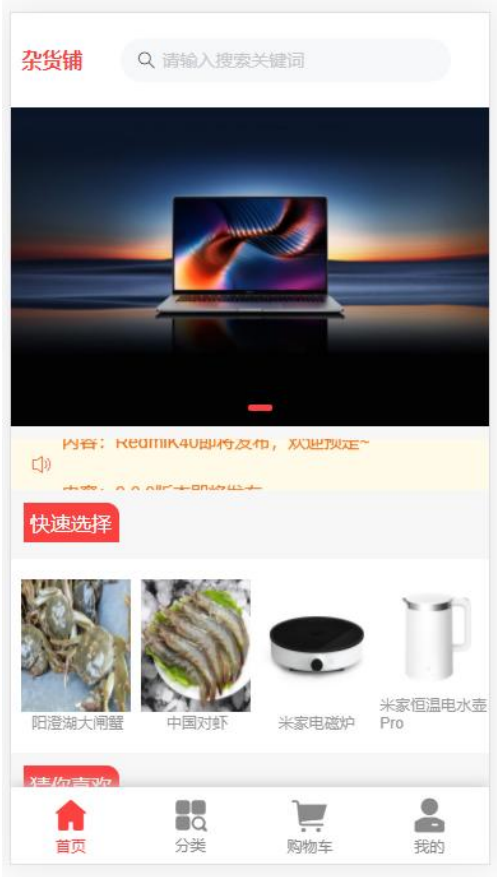 杂货铺
请输入搜索关键词
内容：RedmiK40即将发布，欢迎预定~
快速选择
阳澄湖大闸蟹
中国对虾
米家电磁炉
米家恒温电水壶
Pro
猜你喜欢
首页
分类
购物车
我的